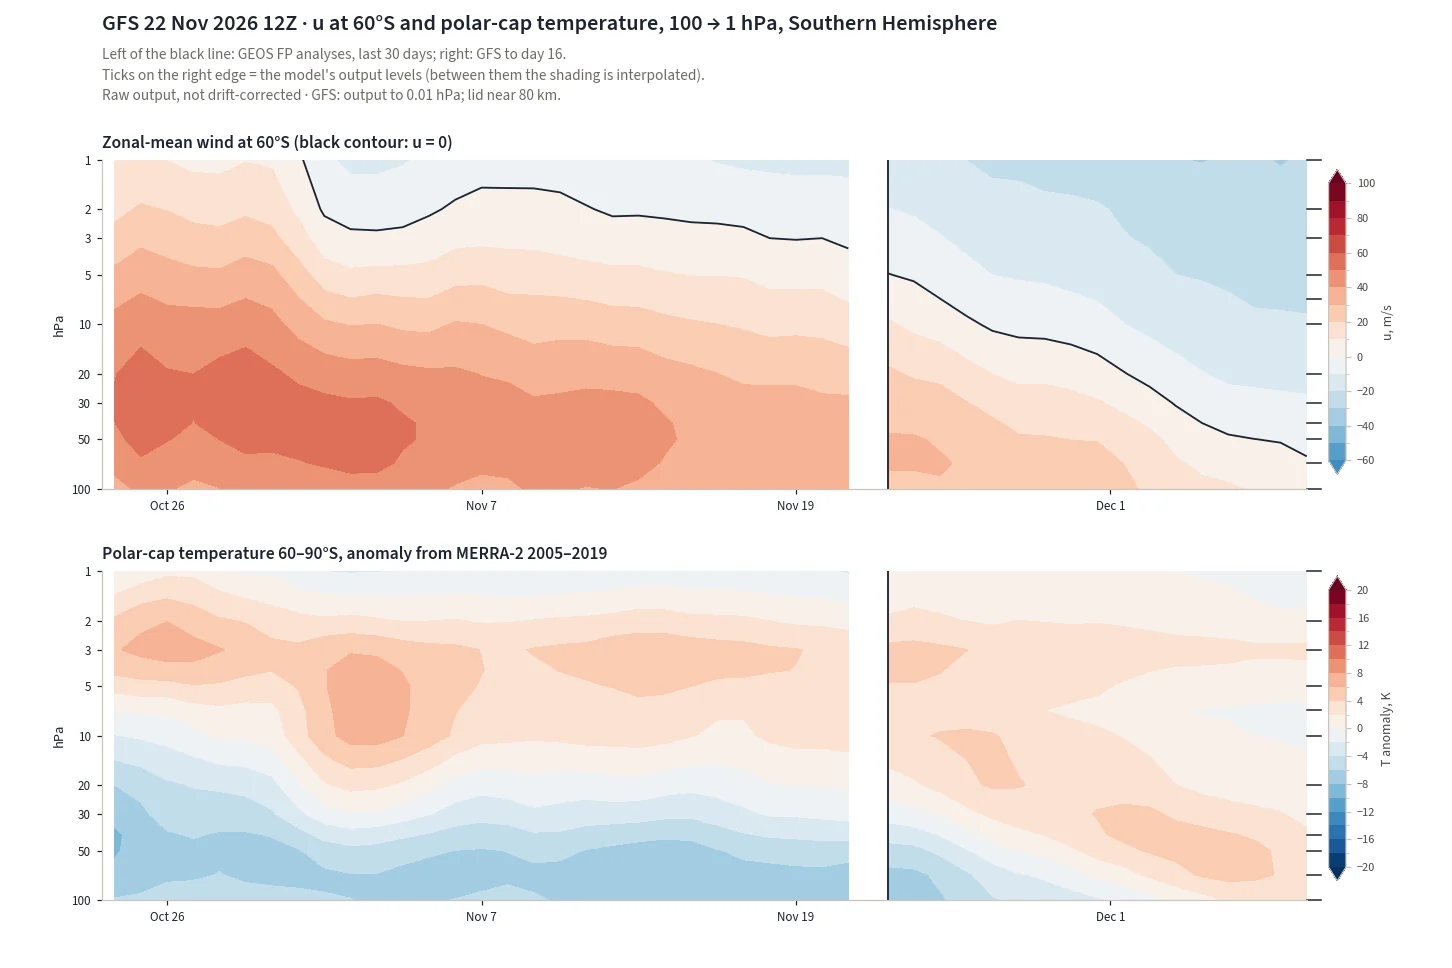 GFS 22 Nov 2026 12Z · u at 60°S and polar-cap temperature, 100 → 1 hPa, Southern Hemisphere
Left of the black line: GEOS FP analyses, last 30 days; right: GFS to day 16.
Ticks on the right edge = the model's output levels (between them the shading is interpolated).
Raw output, not drift-corrected · GFS: output to 0.01 hPa; lid near 80 km.
Zonal-mean wind at 60°S (black contour: u = 0)
1
2
3
5
10
20
30
50
100
hPa
Oct 26
Nov 7
Nov 19
Dec 1
100
80
60
40
20
0
−20
−40
−60
u, m/s
Polar-cap temperature 60–90°S, anomaly from MERRA-2 2005–2019
1
2
3
5
10
20
30
50
100
hPa
Oct 26
Nov 7
Nov 19
Dec 1
20
16
12
8
4
0
−4
−8
−12
−16
−20
T anomaly, K